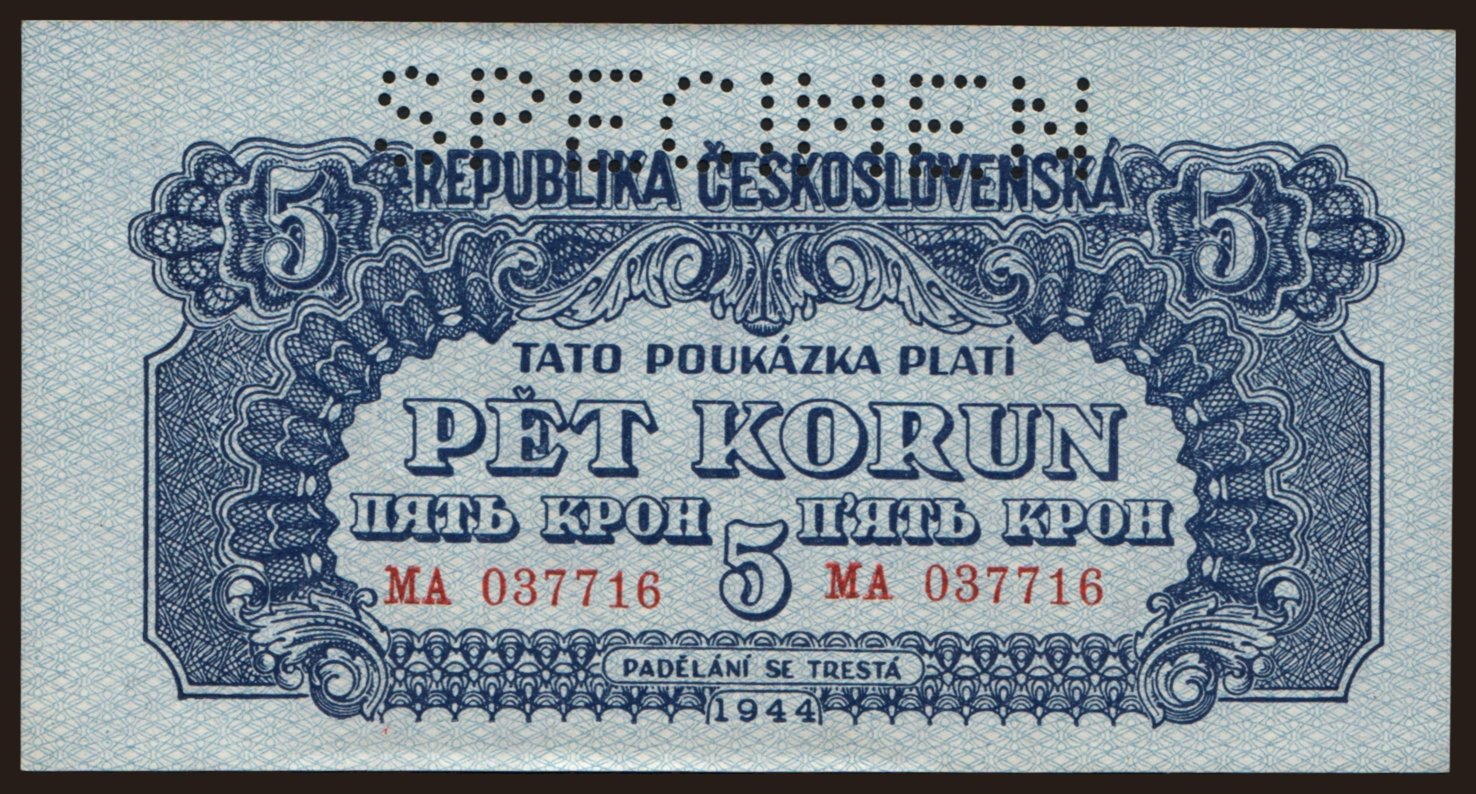 SPECIMEN
5 REPUBLIKA ČESKOSLOVENSKÁ 5
TATO POUKÁZKA PLATÍ
PĚT KORUN
ПЯТЬ КРОН 5 П'ЯТЬ КРОН
MA 037716 MA 037716
PADĚLÁNÍ SE TRESTÁ
1944